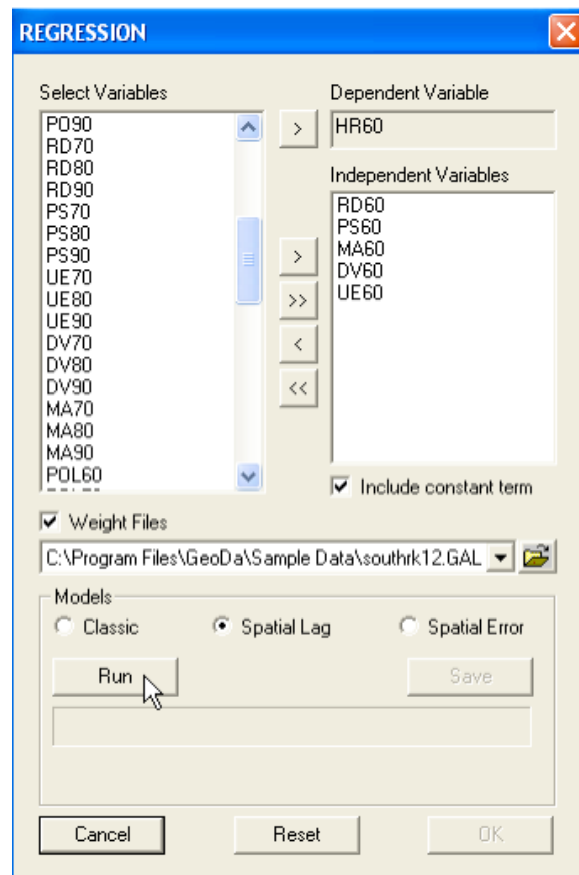 REGRESSION
Select Variables
PO90
RD70
RD80
RD90
PS70
PS80
PS90
UE70
UE80
UE90
DV70
DV80
DV90
MA70
MA80
MA90
POL60
>
Dependent Variable
HR60
Independent Variables
>
>>
<
<<
RD60
PS60
MA60
DV60
UE60
Include constant term
Weight Files
C:\Program Files\GeoDa\Sample Data\southrk12.GAL
Models
Classic Spatial Lag Spatial Error
Run Save
Cancel Reset OK